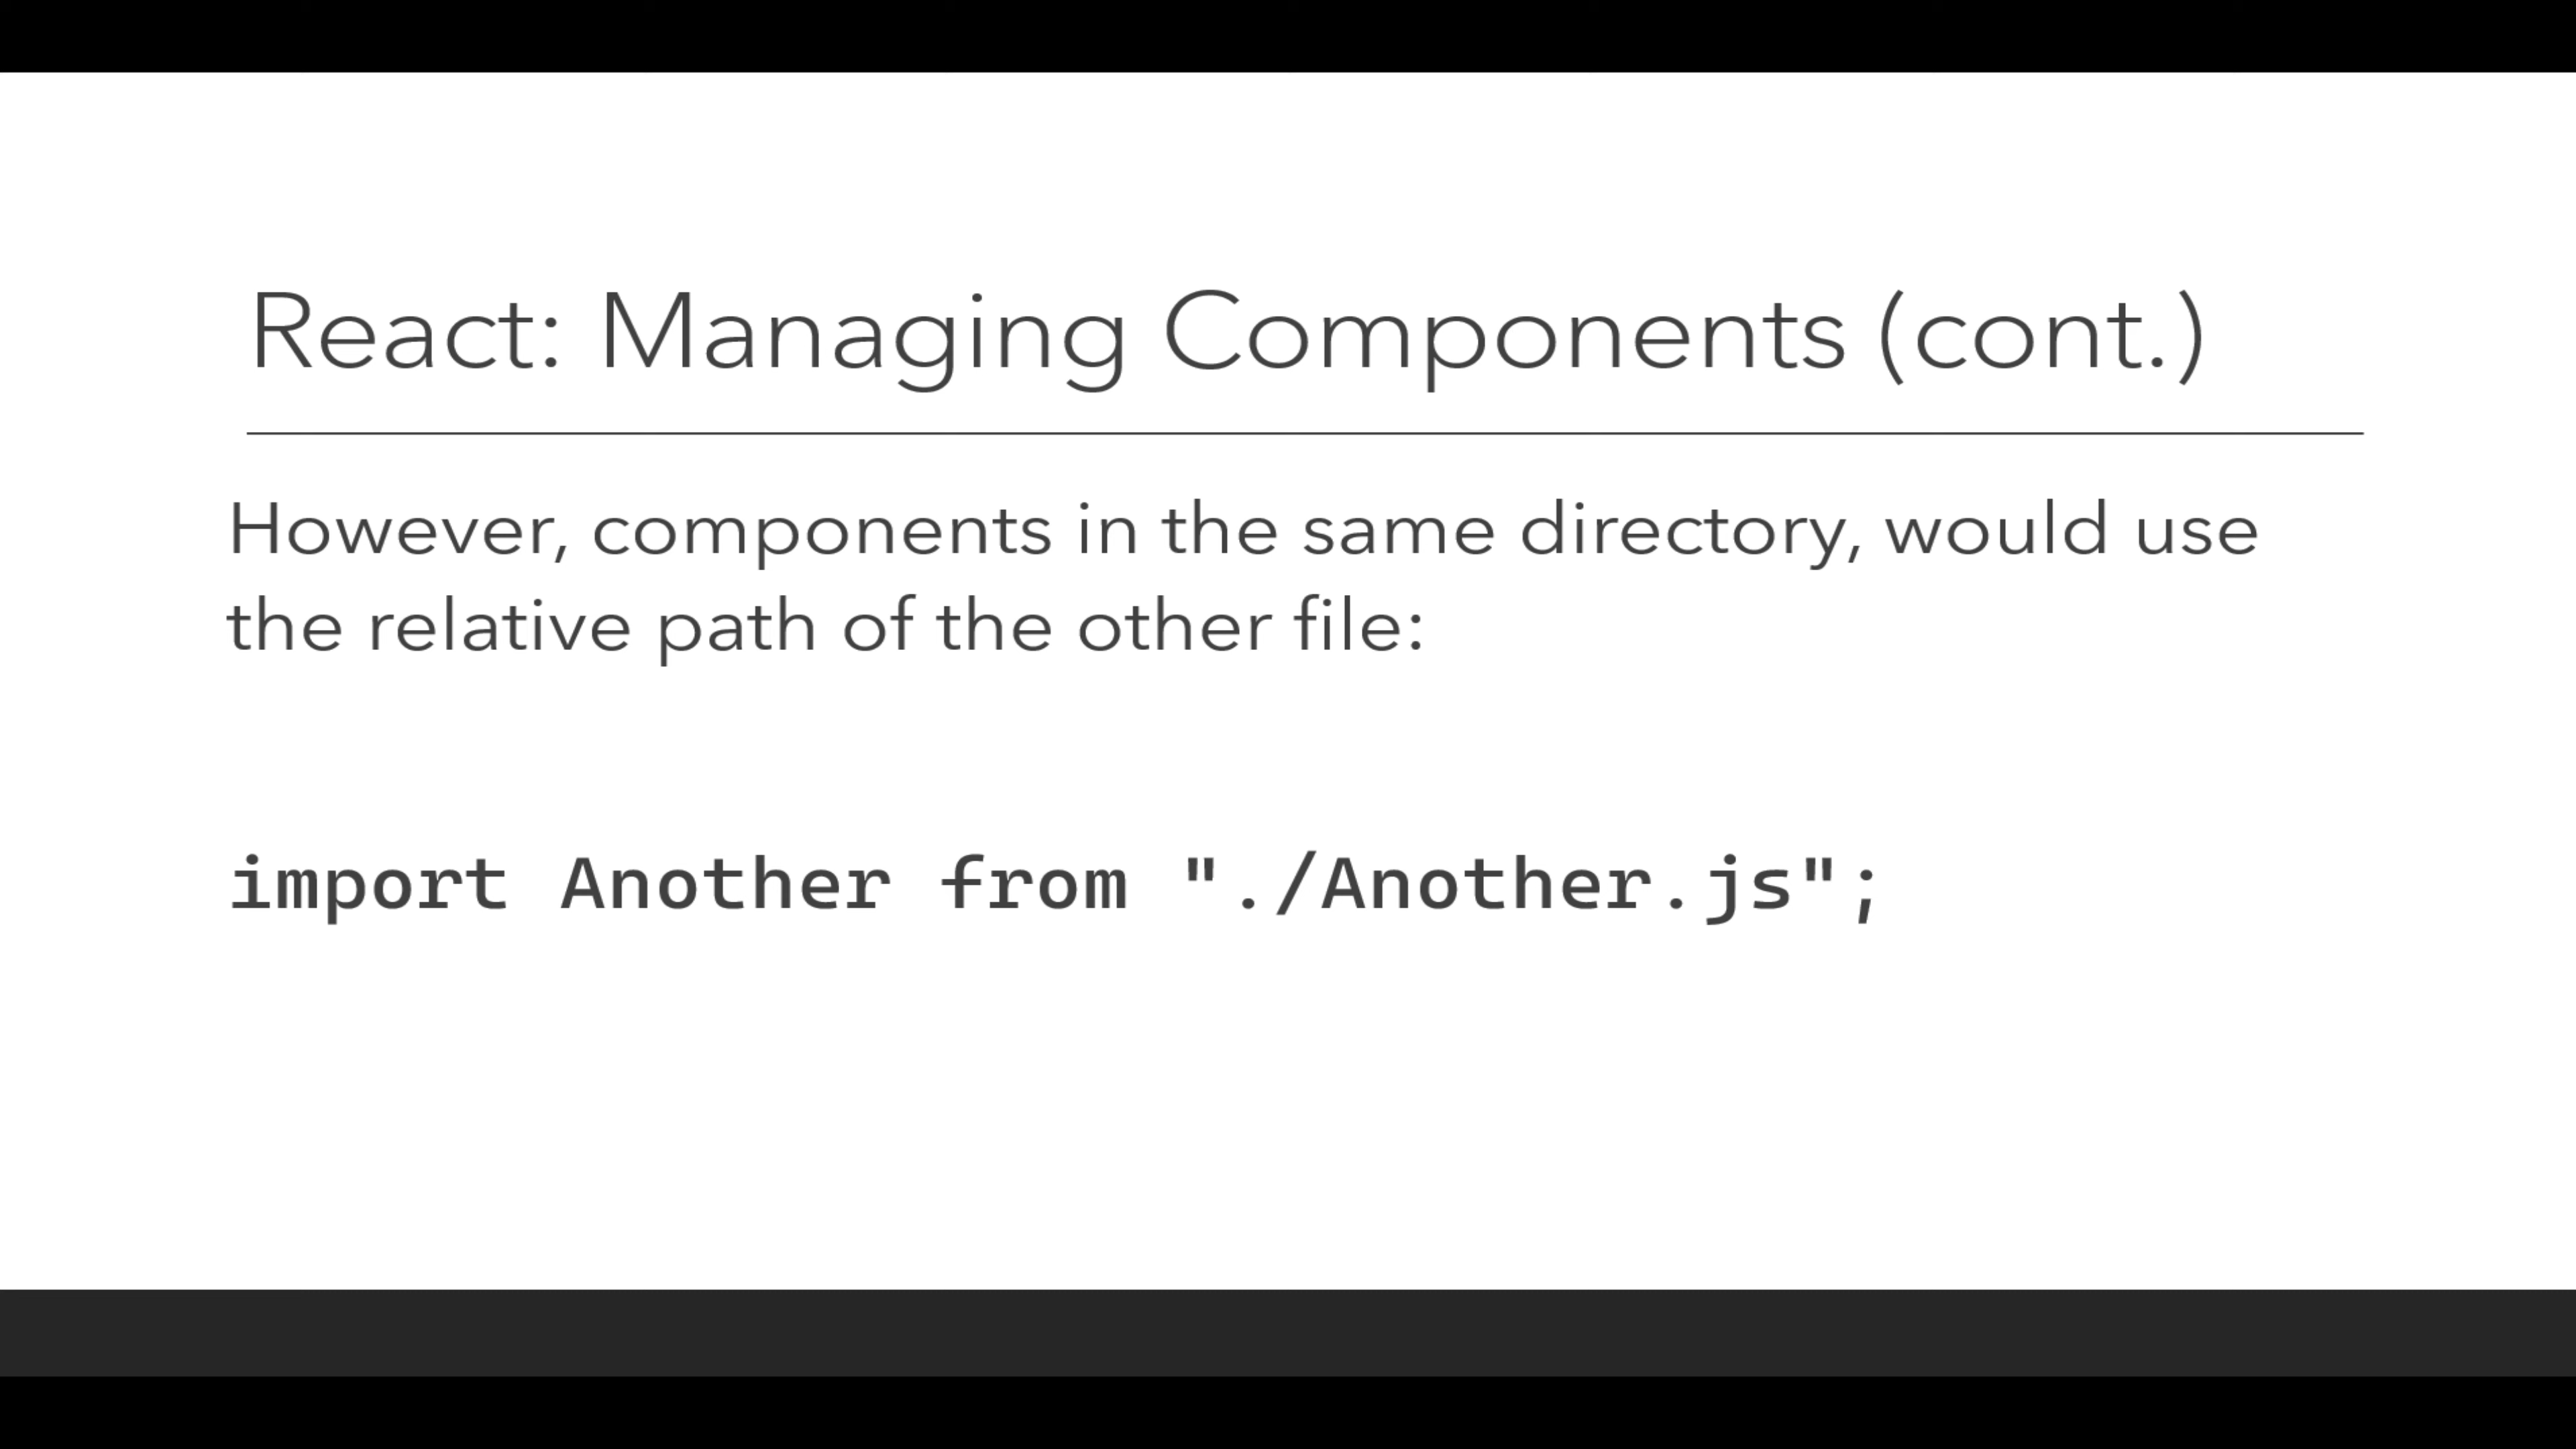 React: Managing Components (cont.)
However, components in the same directory, would use
the relative path of the other file:
import Another from "./Another.js";